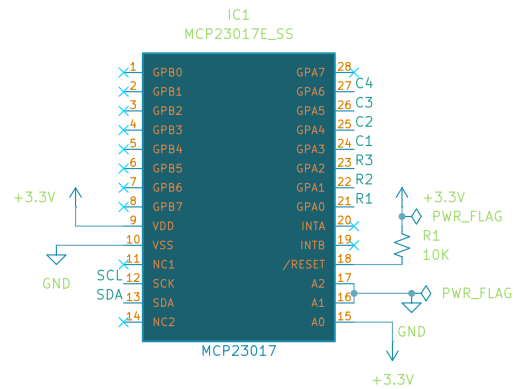 IC1
MCP23017E_SS
1 GPB0 GPA7 28
2 GPB1 GPA6 27 C4
3 GPB2 GPA5 26 C3
4 GPB3 GPA4 25 C2
5 GPB4 GPA3 24 C1
6 GPB5 GPA2 23 R3
7 GPB6 GPA1 22 R2
+3.3V 8 GPB7 GPA0 21 R1 +3.3V
9 VDD INTA 20 PWR_FLAG
10 VSS INTB 19 R1
GND 11 NC1 /RESET 18 10K
SCL 12 SCK A2 17
SDA 13 SDA A1 16 PWR_FLAG
14 NC2 A0 15 GND
MCP23017
+3.3V